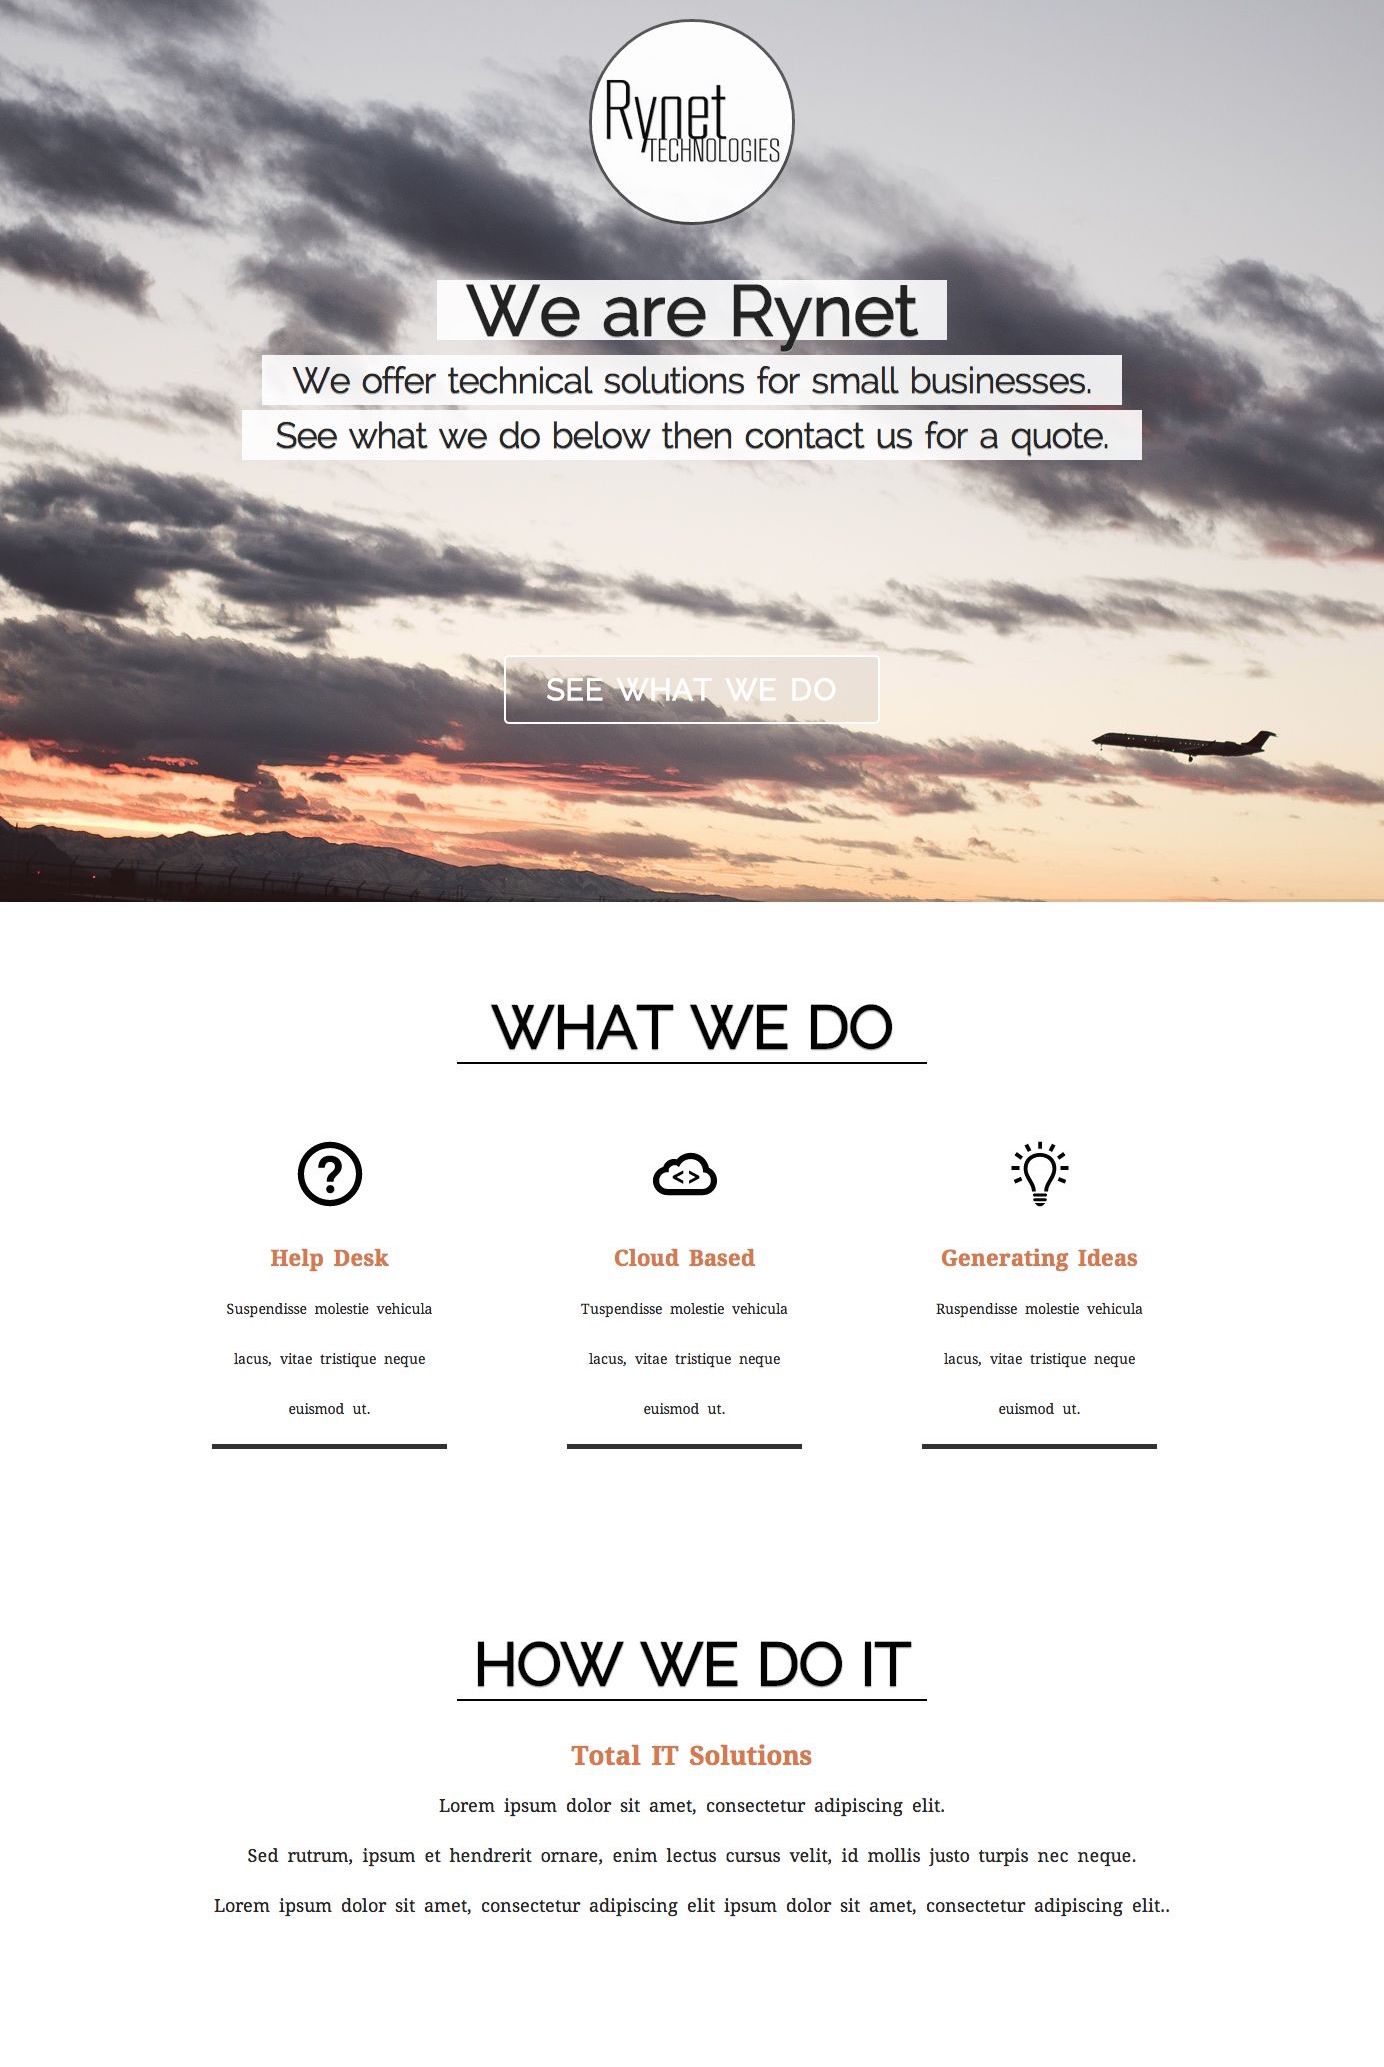 Rynet
TECHNOLOGIES
We are Rynet
We offer technical solutions for small businesses.
See what we do below then contact us for a quote.
SEE WHAT WE DO
WHAT WE DO
Help Desk
Suspendisse molestie vehicula
lacus, vitae tristique neque
euismod ut.
Cloud Based
Tuspendisse molestie vehicula
lacus, vitae tristique neque
euismod ut.
Generating Ideas
Ruspendisse molestie vehicula
lacus, vitae tristique neque
euismod ut.
HOW WE DO IT
Total IT Solutions
Lorem ipsum dolor sit amet, consectetur adipiscing elit.
Sed rutrum, ipsum et hendrerit ornare, enim lectus cursus velit, id mollis justo turpis nec neque.
Lorem ipsum dolor sit amet, consectetur adipiscing elit ipsum dolor sit amet, consectetur adipiscing elit..